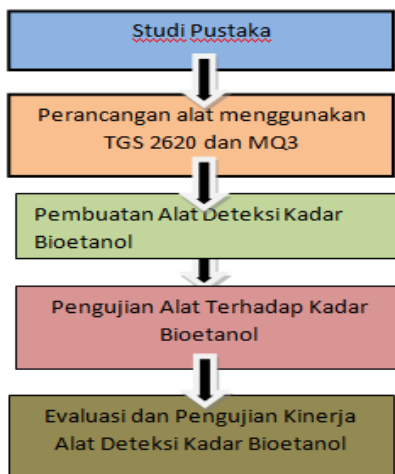 Studi Pustaka
Perancangan alat menggunakan
TGS 2620 dan MQ3
Pembuatan Alat Deteksi Kadar
Bioetanol
Pengujian Alat Terhadap Kadar
Bioetanol
Evaluasi dan Pengujian Kinerja
Alat Deteksi Kadar Bioetanol